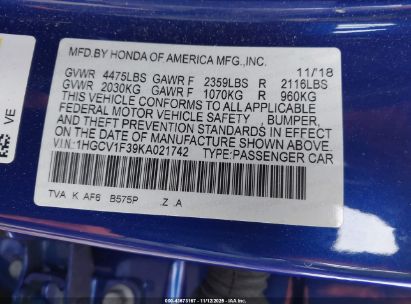 MFD.BY HONDA OF AMERICA MFG.,INC.
11/18
GVWR 4475LBS GAWR F 2359LBS R 2116LBS
GVWR 2030KG GAWR F 1070KG R 960KG
THIS VEHICLE CONFORMS TO ALL APPLICABLE
FEDERAL MOTOR VEHICLE SAFETY , BUMPER,
AND THEFT PREVENTION STANDARDS IN EFFECT
ON THE DATE OF MANUFACTURE SHOWN ABOVE.
V.I.N:1HGCV1F39KA021742 TYPE:PASSENGER CAR
TVA K AF6 B575P Z .A
VE